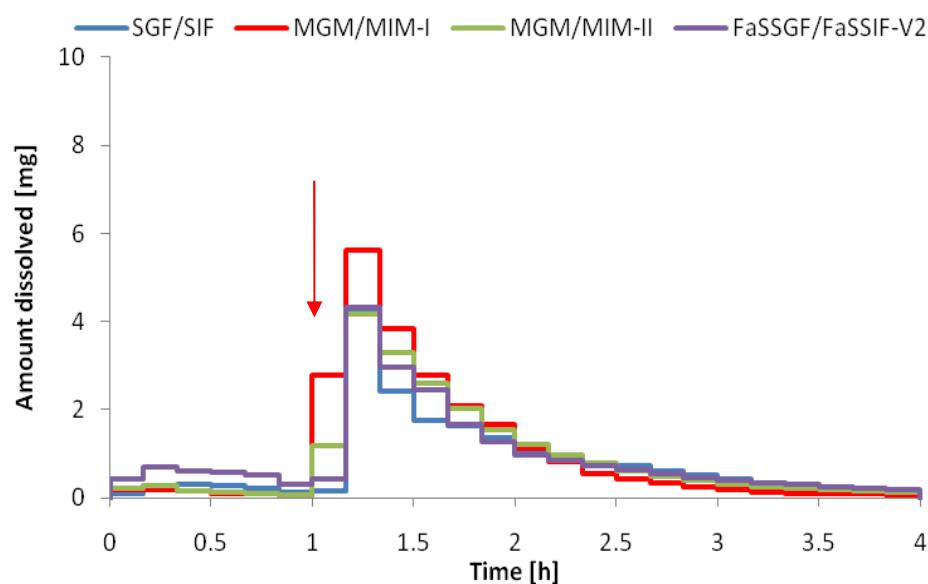 SGF/SIF MGM/MIM-I MGM/MIM-II FaSSGF/FaSSIF-V2
10
8
6
4
2
0
Amount dissolved [mg]
0 0.5 1 1.5 2 2.5 3 3.5 4
Time [h]